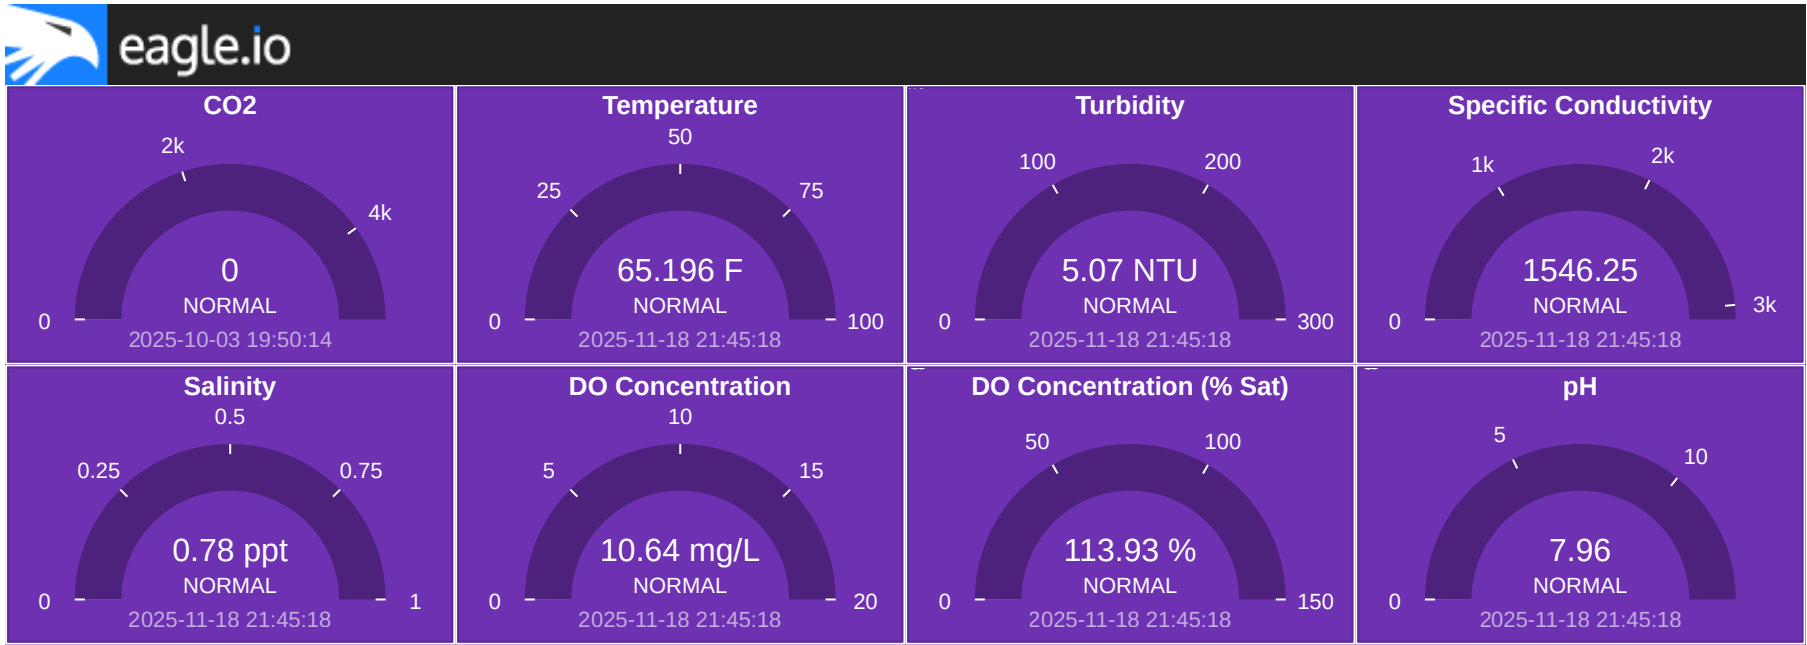 eagle.io
CO2
2k
4k
0
0
NORMAL
2025-10-03 19:50:14
Temperature
50
25
75
65.196 F
NORMAL
0
100
2025-11-18 21:45:18
Turbidity
100
200
5.07 NTU
NORMAL
0
300
2025-11-18 21:45:18
Specific Conductivity
1k
2k
1546.25
NORMAL
0
3k
2025-11-18 21:45:18
Salinity
0.5
0.25
0.75
0.78 ppt
NORMAL
0
1
2025-11-18 21:45:18
DO Concentration
10
5
15
10.64 mg/L
NORMAL
0
20
2025-11-18 21:45:18
DO Concentration (% Sat)
50
100
113.93 %
NORMAL
0
150
2025-11-18 21:45:18
pH
5
10
7.96
NORMAL
0
2025-11-18 21:45:18